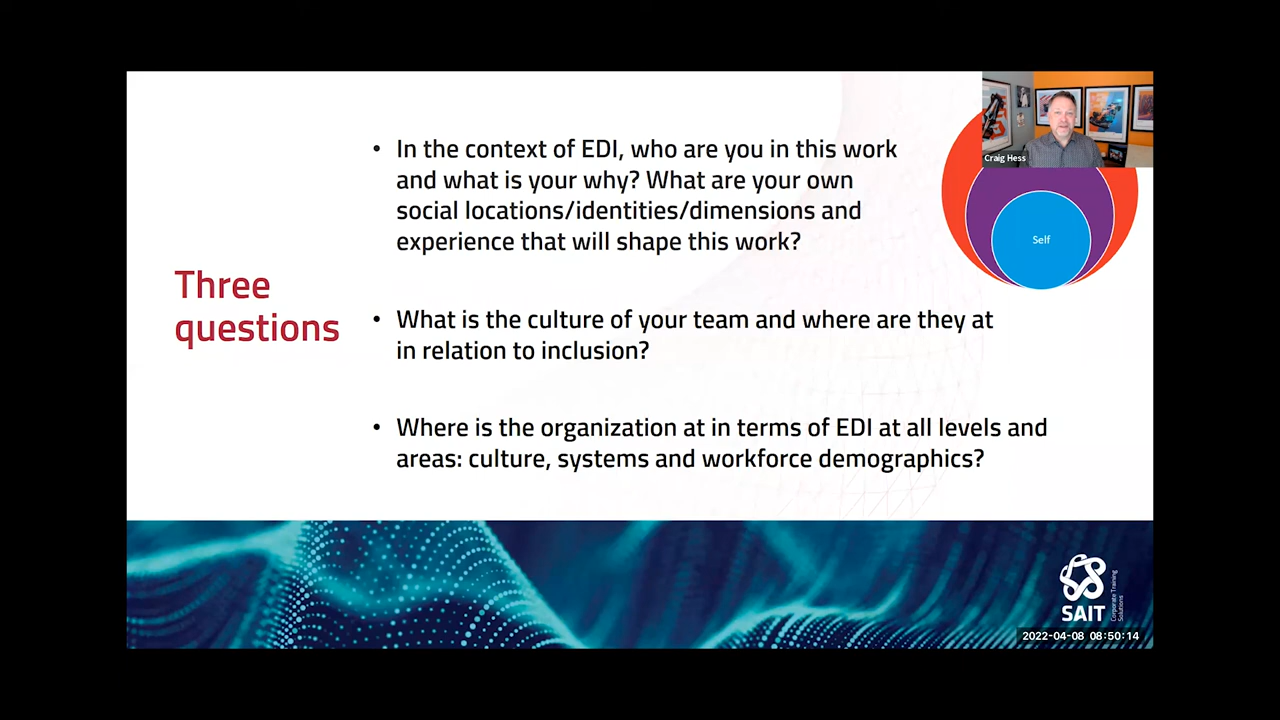 Craig Hess
Self
Three
questions
• In the context of EDI, who are you in this work
and what is your why? What are your own
social locations/identities/dimensions and
experience that will shape this work?
• What is the culture of your team and where are they at
in relation to inclusion?
• Where is the organization at in terms of EDI at all levels and
areas: culture, systems and workforce demographics?
SAIT
Corporate Training
Solutions
2022-04-08 08:50:14